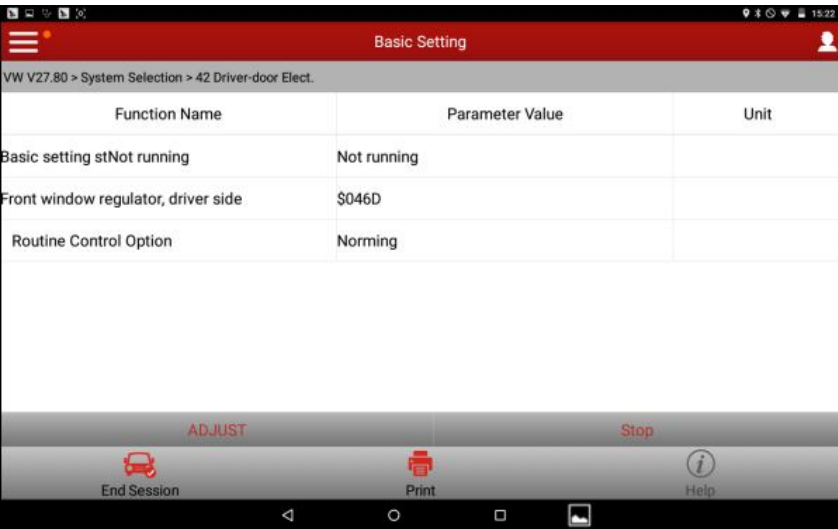 15:22
Basic Setting
VW V27.80 > System Selection > 42 Driver-door Elect.
Function Name Parameter Value Unit
Basic setting stNot running Not running
Front window regulator, driver side $046D
Routine Control Option Norming
ADJUST Stop
End Session Print Help